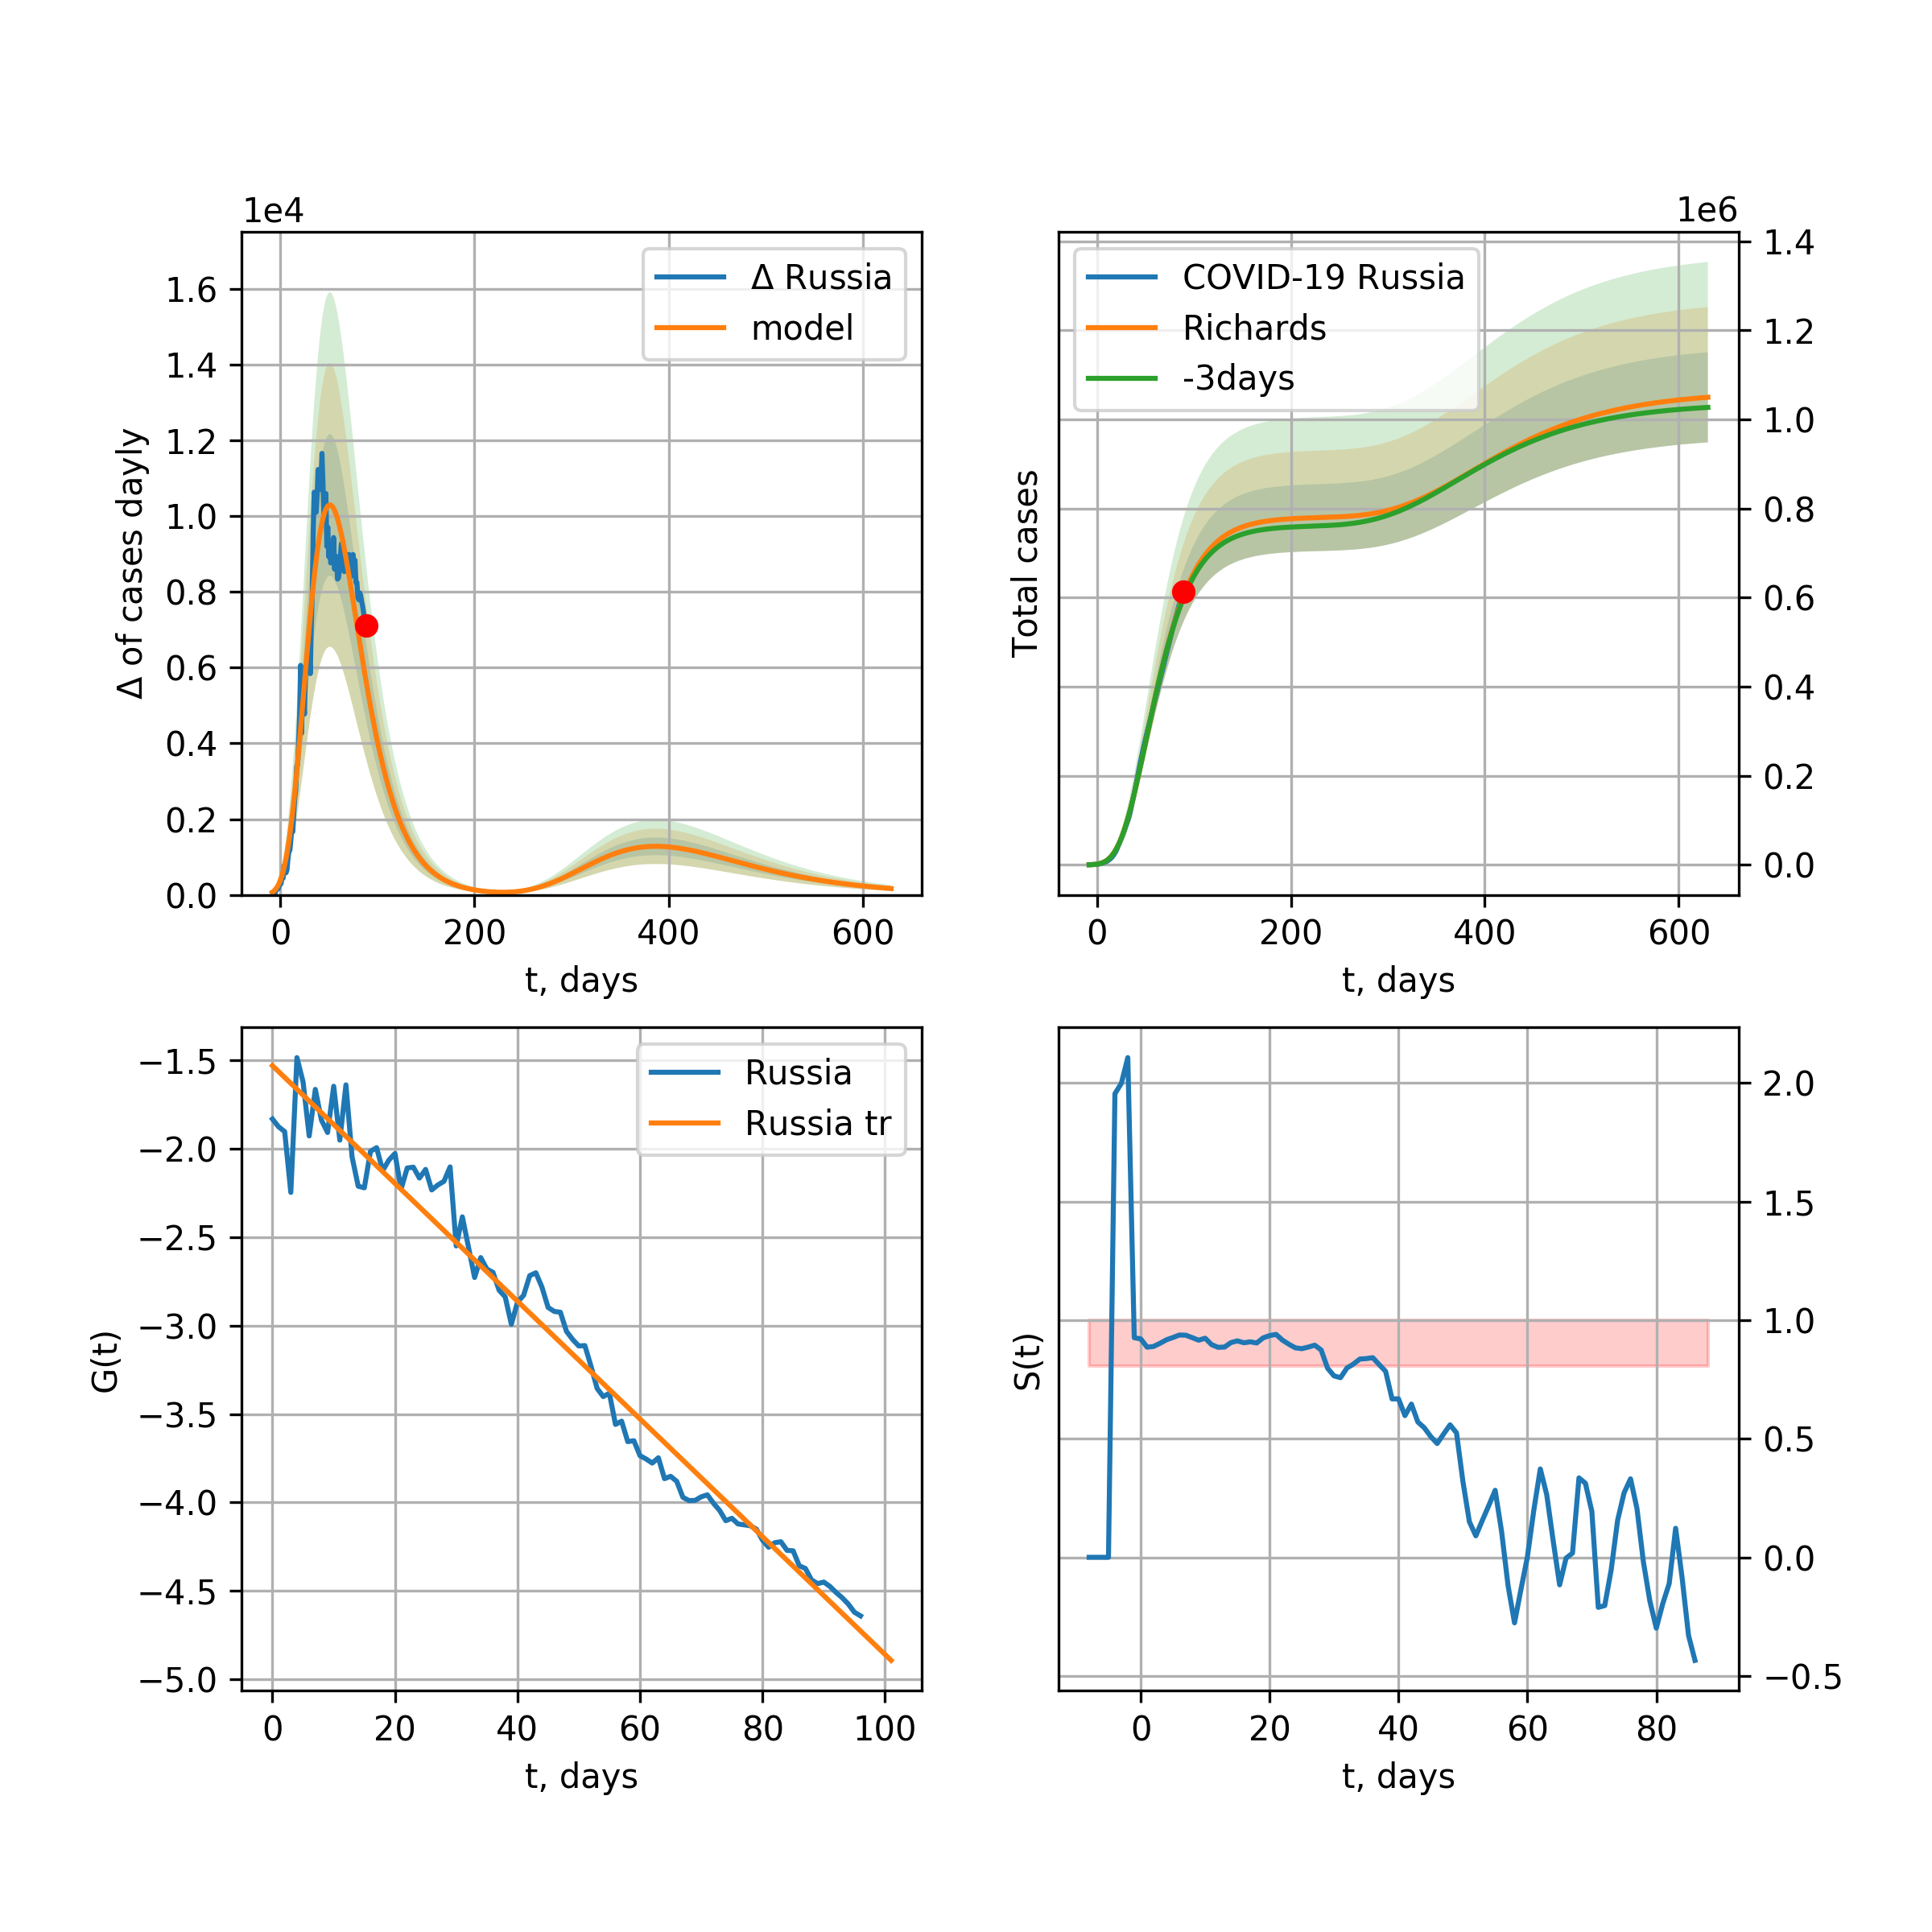 1e4
Δ Russia
model
1.6
1.4
1.2
1.0
0.8
0.6
0.4
0.2
0.0
Δ of cases dayly
0 200 400 600
t, days
1e6
COVID-19 Russia
Richards
-3days
1.4
1.2
1.0
0.8
0.6
0.4
0.2
0.0
Total cases
0 200 400 600
t, days
Russia
Russia tr
−1.5
−2.0
−2.5
−3.0
−3.5
−4.0
−4.5
−5.0
G(t)
0 20 40 60 80 100
t, days
2.0
1.5
1.0
0.5
0.0
−0.5
S(t)
0 20 40 60 80
t, days